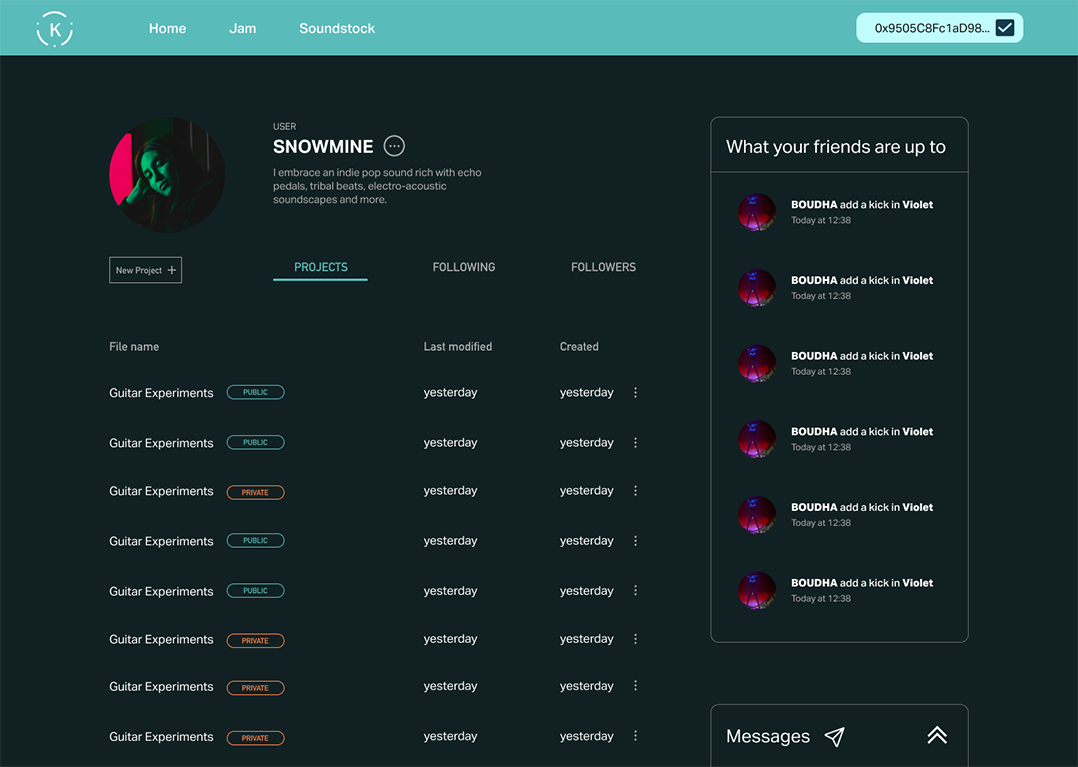 K
Home
Jam
Soundstock
0x9505C8Fc1aD98...
USER
SNOWMINE
I embrace an indie pop sound rich with echo
pedals, tribal beats, electro-acoustic
soundscapes and more.
New Project +
PROJECTS
FOLLOWING
FOLLOWERS
File name
Last modified
Created
Guitar Experiments PUBLIC yesterday yesterday
Guitar Experiments PUBLIC yesterday yesterday
Guitar Experiments PRIVATE yesterday yesterday
Guitar Experiments PUBLIC yesterday yesterday
Guitar Experiments PUBLIC yesterday yesterday
Guitar Experiments PRIVATE yesterday yesterday
Guitar Experiments PRIVATE yesterday yesterday
Guitar Experiments PRIVATE yesterday yesterday
What your friends are up to
BOUDHA add a kick in Violet
Today at 12:38
BOUDHA add a kick in Violet
Today at 12:38
BOUDHA add a kick in Violet
Today at 12:38
BOUDHA add a kick in Violet
Today at 12:38
BOUDHA add a kick in Violet
Today at 12:38
BOUDHA add a kick in Violet
Today at 12:38
Messages